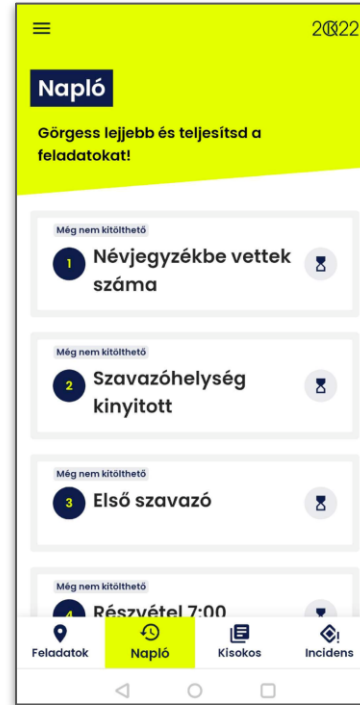 Napló
Görgess lejjebb és teljesítsd a
feladatokat!
Még nem kitölthető
1
Névjegyzékbe vettek
száma
Még nem kitölthető
2
Szavazóhelység
kinyitott
Még nem kitölthető
3
Első szavazó
Még nem kitölthető
4
Részvétel 7:00
Feladatok
Napló
Kisokos
Incidens